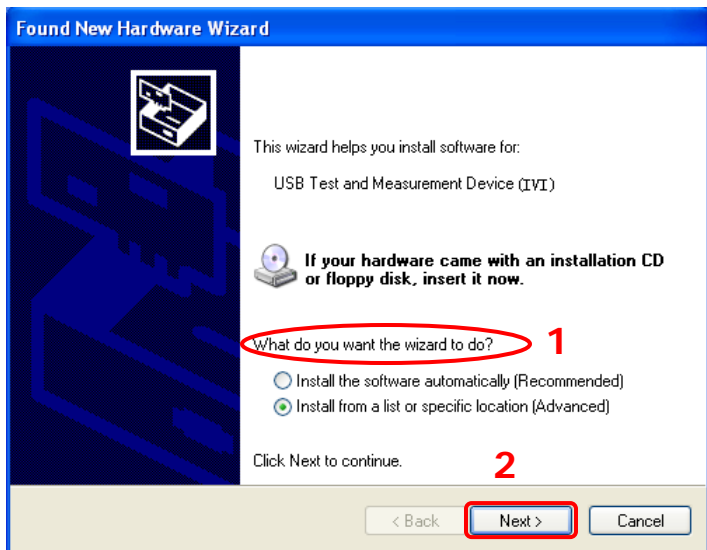 Found New Hardware Wizard
This wizard helps you install software for:
USB Test and Measurement Device (IVI)
If your hardware came with an installation CD
or floppy disk, insert it now.
What do you want the wizard to do?
1
Install the software automatically (Recommended)
Install from a list or specific location (Advanced)
Click Next to continue.
2
< Back
Next >
Cancel